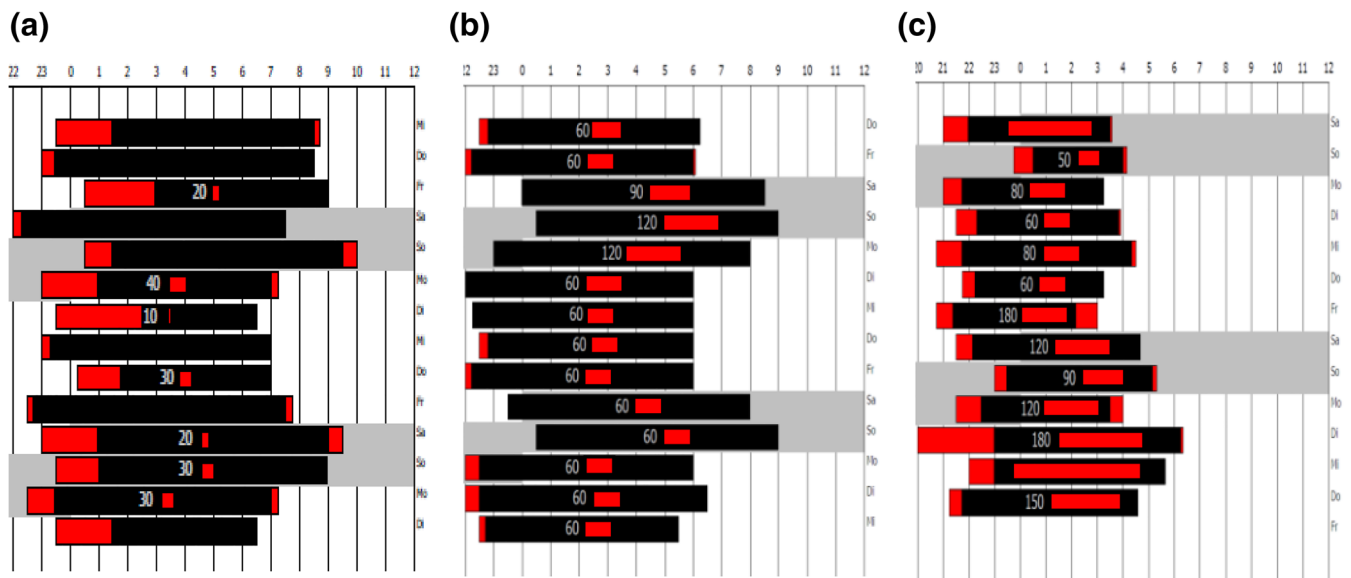 (a)
22 23 0 1 2 3 4 5 6 7 8 9 10 11 12
Mi
Do
20 Fr
Sa
So
40 Mo
10 Di
Mi
30 Do
Fr
20 Sa
30 So
30 Mo
Di
(b)
22 23 0 1 2 3 4 5 6 7 8 9 10 11 12
60 Do
60 Fr
90 Sa
120 So
120 Mo
60 Di
60 Mi
60 Do
60 Fr
60 Sa
60 So
60 Mo
60 Di
60 Mi
(c)
20 21 22 23 0 1 2 3 4 5 6 7 8 9 10 11 12
Sa
50 So
80 Mo
60 Di
80 Mi
60 Do
180 Fr
120 Sa
90 So
120 Mo
180 Di
Mi
150 Do
Fr